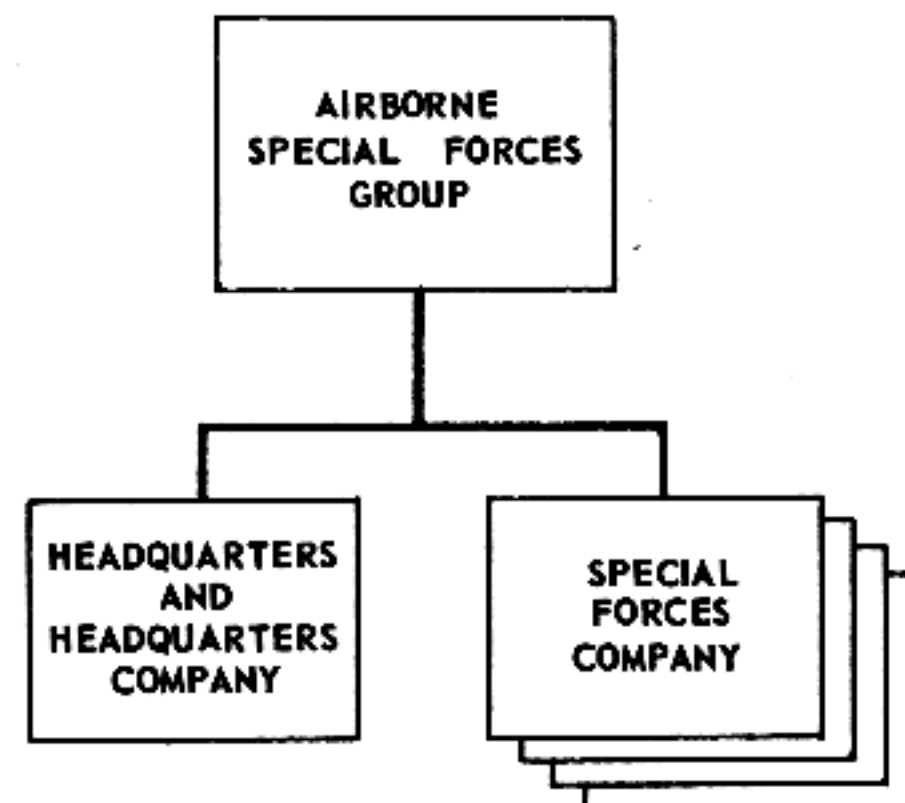 AIRBORNE
SPECIAL FORCES
GROUP
HEADQUARTERS
AND
HEADQUARTERS
COMPANY
SPECIAL
FORCES
COMPANY